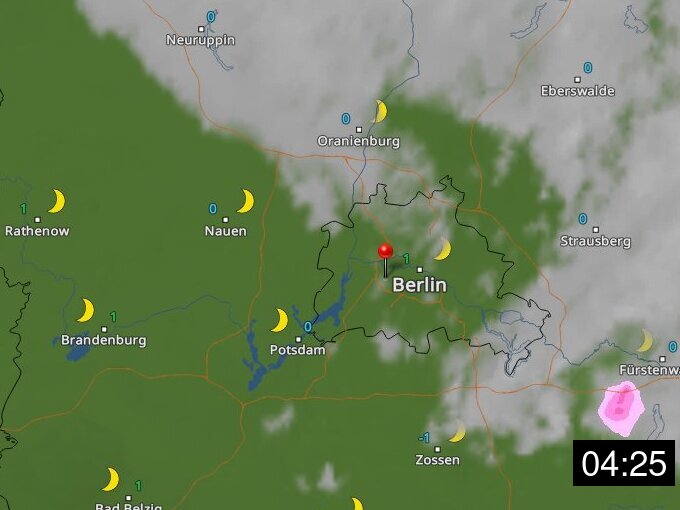 0
Neuruppin
0
Eberswalde
0
Oranienburg
1
Rathenow
0
Nauen
0
Strausberg
1
Berlin
1
Brandenburg
0
Potsdam
0
Fürstenwa
-1
Zossen
04:25
1
Bad Belzig